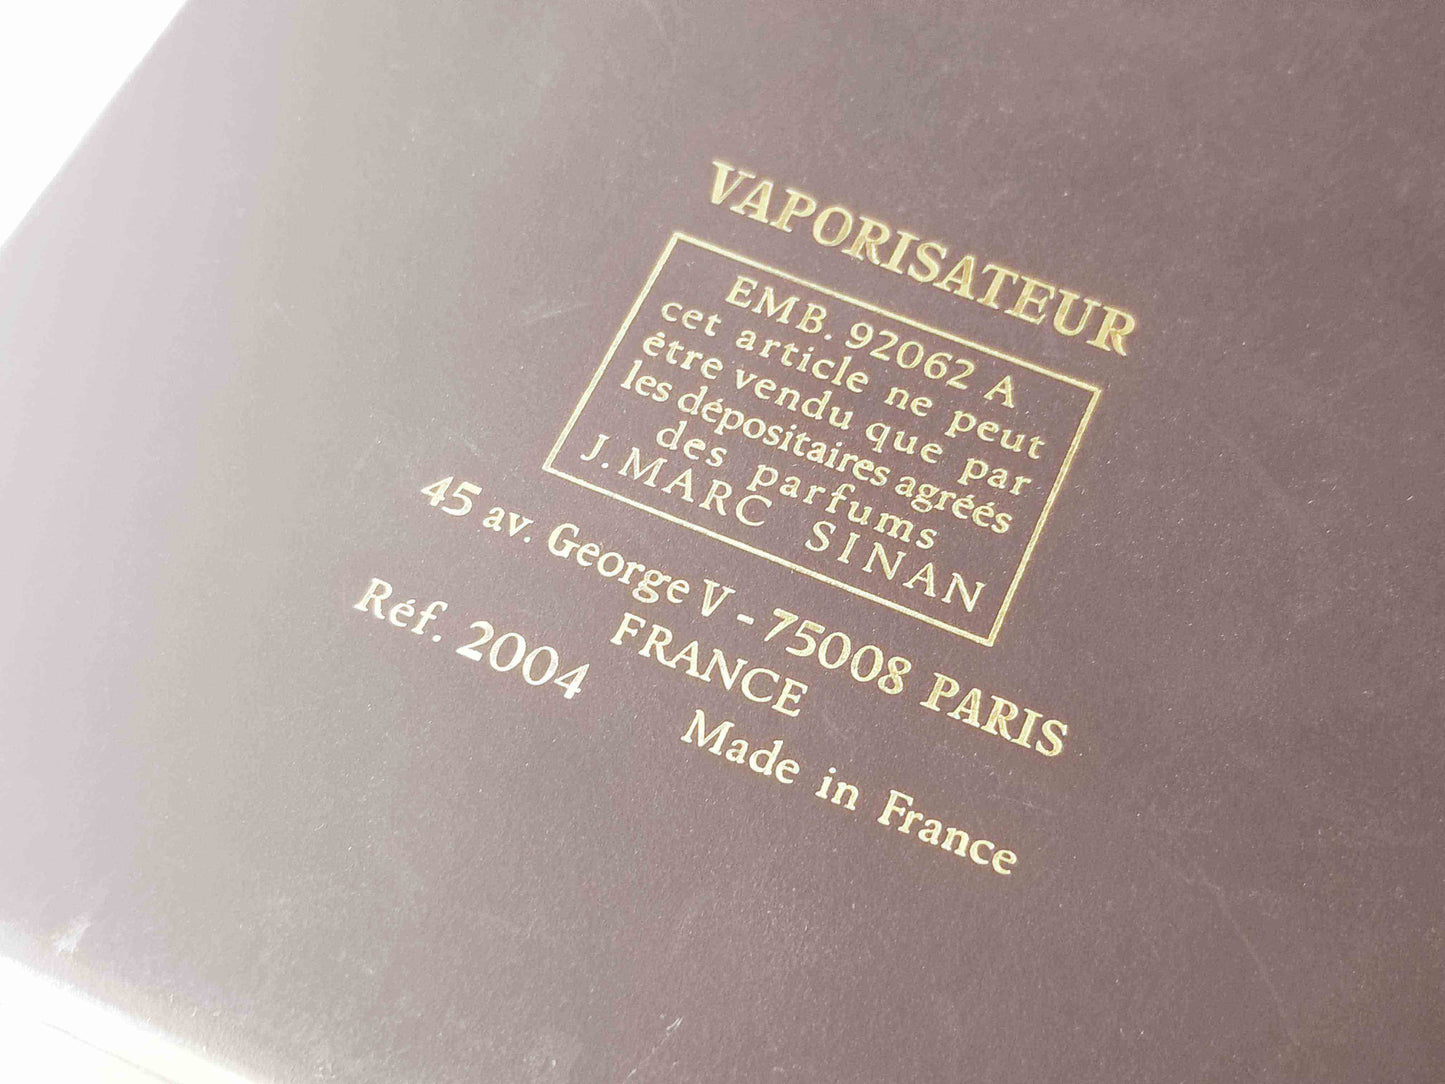 VAPORISATEUR
EMB. 92062 A
cet article ne peut
être vendu que par
les dépositaires agréés
des parfums
J. MARC SINAN
45 av. George V - 75008 PARIS
FRANCE
Réf. 2004
Made in France